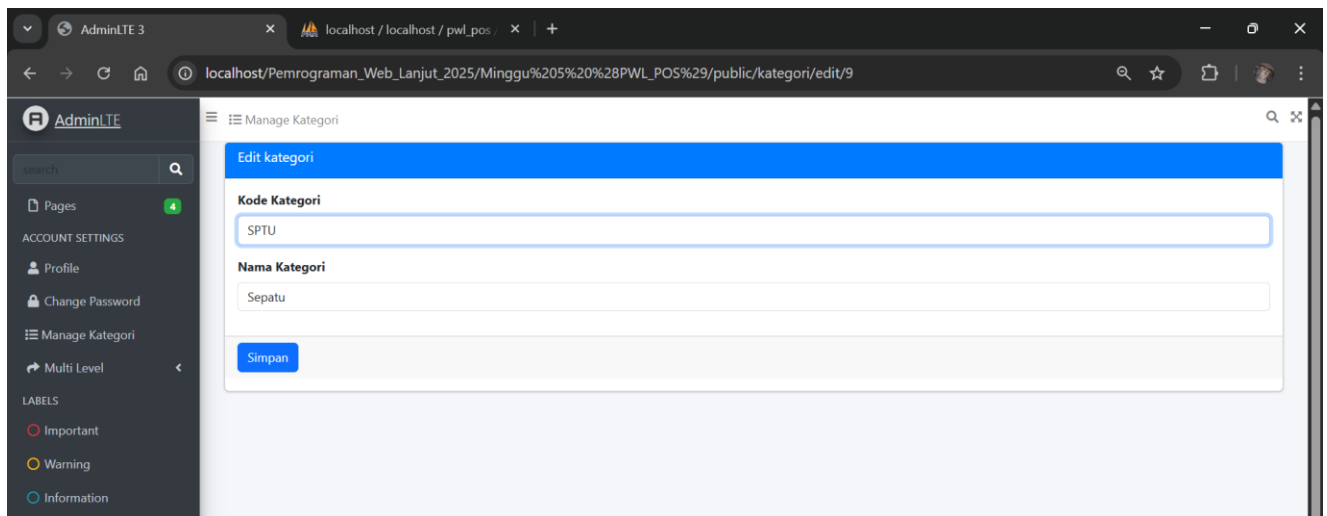 AdminLTE 3
localhost / localhost / pwl_pos /
localhost/Pemrograman_Web_Lanjut_2025/Minggu%205%20%28PWL_POS%29/public/kategori/edit/9
AdminLTE
Manage Kategori
search
Edit kategori
Kode Kategori
SPTU
Nama Kategori
Sepatu
Simpan
Pages 4
ACCOUNT SETTINGS
Profile
Change Password
Manage Kategori
Multi Level
LABELS
Important
Warning
Information